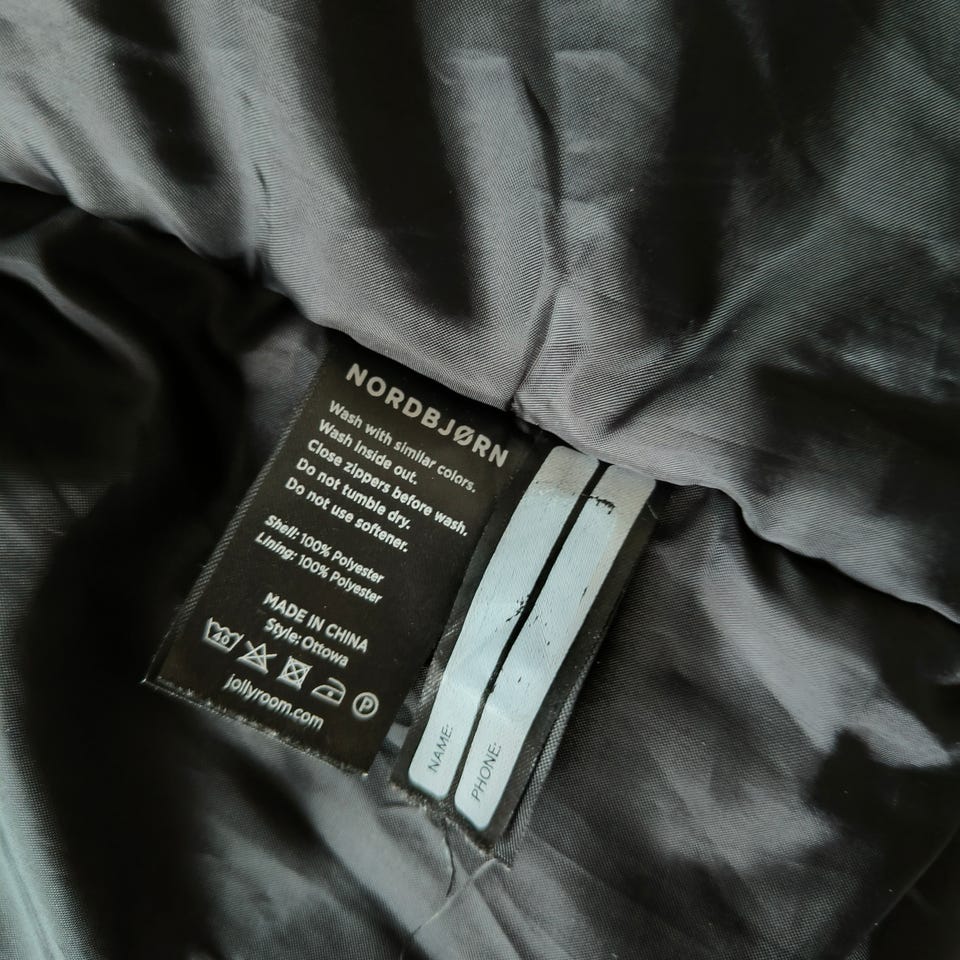 NORDBJØRN
Wash with similar colors.
Wash inside out.
Close zippers before wash.
Do not tumble dry.
Do not use softener.
Shell: 100% Polyester
Lining: 100% Polyester
MADE IN CHINA
Style: Ottowa
40
P
jollyroom.com
NAME:
PHONE: